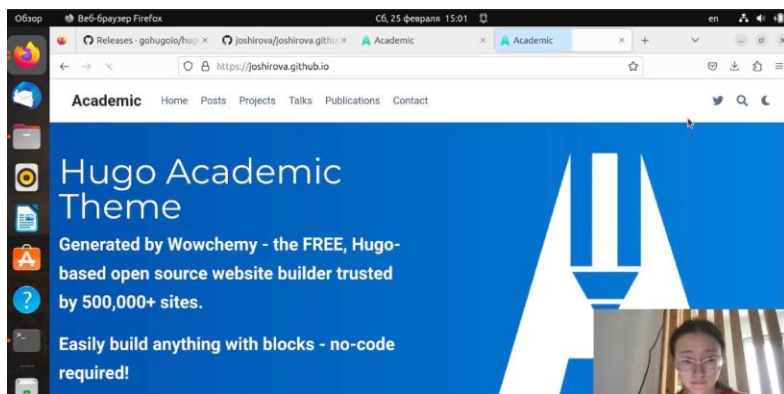 Обзор
Веб-браузер Firefox
Сб, 25 февраля 15:01
en
Releases · gohugoio/hug
joshirova/joshirova.githu
Academic
Academic
https://joshirova.github.io
Academic
Home Posts Projects Talks Publications Contact
Hugo Academic
Theme
Generated by Wowchemy - the FREE, Hugo-
based open source website builder trusted
by 500,000+ sites.
Easily build anything with blocks - no-code
required!